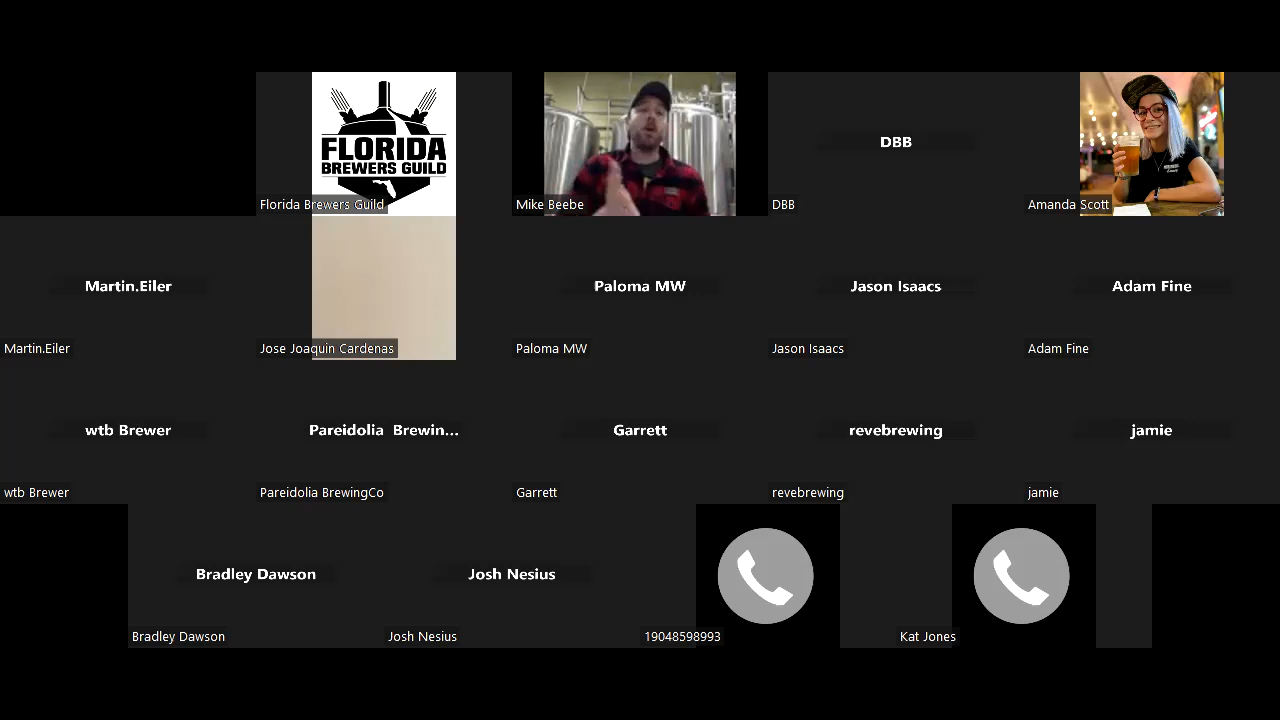 FLORIDA
BREWERS GUILD
Florida Brewers Guild
Mike Beebe
DBB
DBB
Amanda Scott
Martin.Eiler
Martin.Eiler
Jose Joaquin Cardenas
Paloma MW
Paloma MW
Jason Isaacs
Jason Isaacs
Adam Fine
Adam Fine
wtb Brewer
wtb Brewer
Pareidolia Brewin...
Pareidolia BrewingCo
Garrett
Garrett
revebrewing
revebrewing
jamie
jamie
Bradley Dawson
Bradley Dawson
Josh Nesius
Josh Nesius
19048598993
Kat Jones